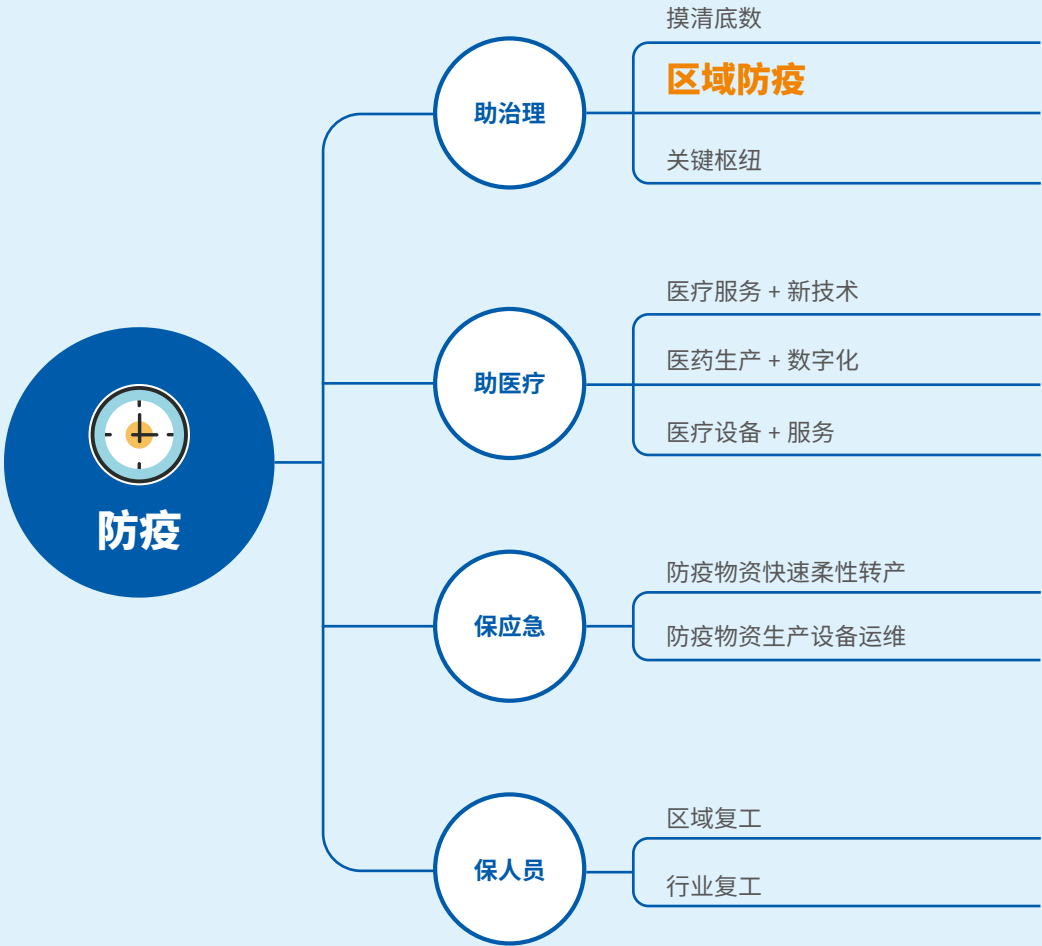 防疫
助治理
摸清底数
区域防疫
关键枢纽
助医疗
医疗服务 + 新技术
医药生产 + 数字化
医疗设备 + 服务
保应急
防疫物资快速柔性转产
防疫物资生产设备运维
保人员
区域复工
行业复工